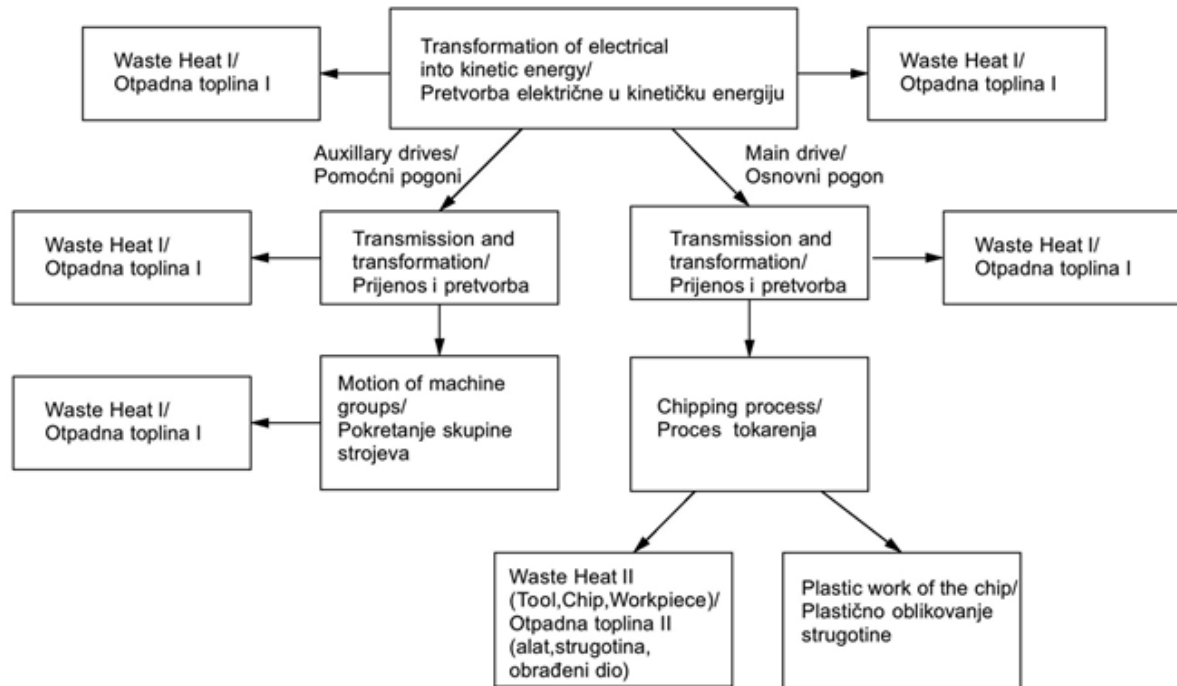 Transformation of electrical
into kinetic energy/
Pretvorba električne u kinetičku energiju
Waste Heat I/
Otpadna toplina I
Waste Heat I/
Otpadna toplina I
Auxillary drives/
Pomoćni pogoni
Main drive/
Osnovni pogon
Waste Heat I/
Otpadna toplina I
Transmission and
transformation/
Prijenos i pretvorba
Transmission and
transformation/
Prijenos i pretvorba
Waste Heat I/
Otpadna toplina I
Waste Heat I/
Otpadna toplina I
Motion of machine
groups/
Pokretanje skupine
strojeva
Chipping process/
Proces tokarenja
Waste Heat II
(Tool,Chip,Workpiece)/
Otpadna toplina II
(alat,strugotina,
obrađeni dio)
Plastic work of the chip/
Plastično oblikovanje
strugotine